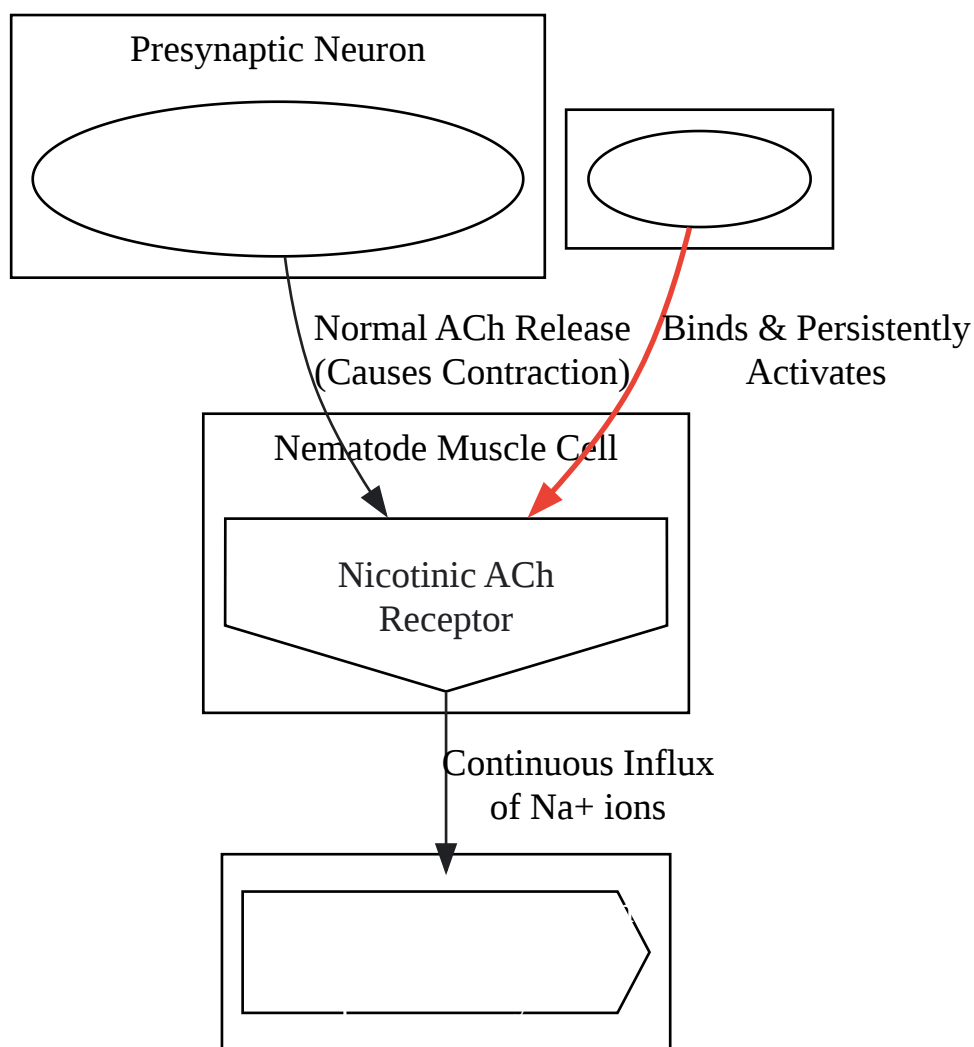 Presynaptic Neuron
Normal ACh Release
(Causes Contraction)
Binds & Persistently
Activates
Nematode Muscle Cell
Nicotinic ACh
Receptor
Continuous Influx
of Na+ ions